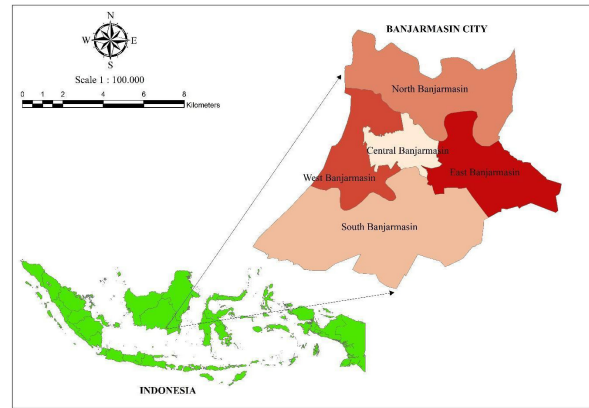 N
W E
S
Scale 1 : 100.000
0 1 2 4 6 8
Kilometers
BANJARMASIN CITY
North Banjarmasin
Central Banjarmasin
West Banjarmasin
East Banjarmasin
South Banjarmasin
INDONESIA